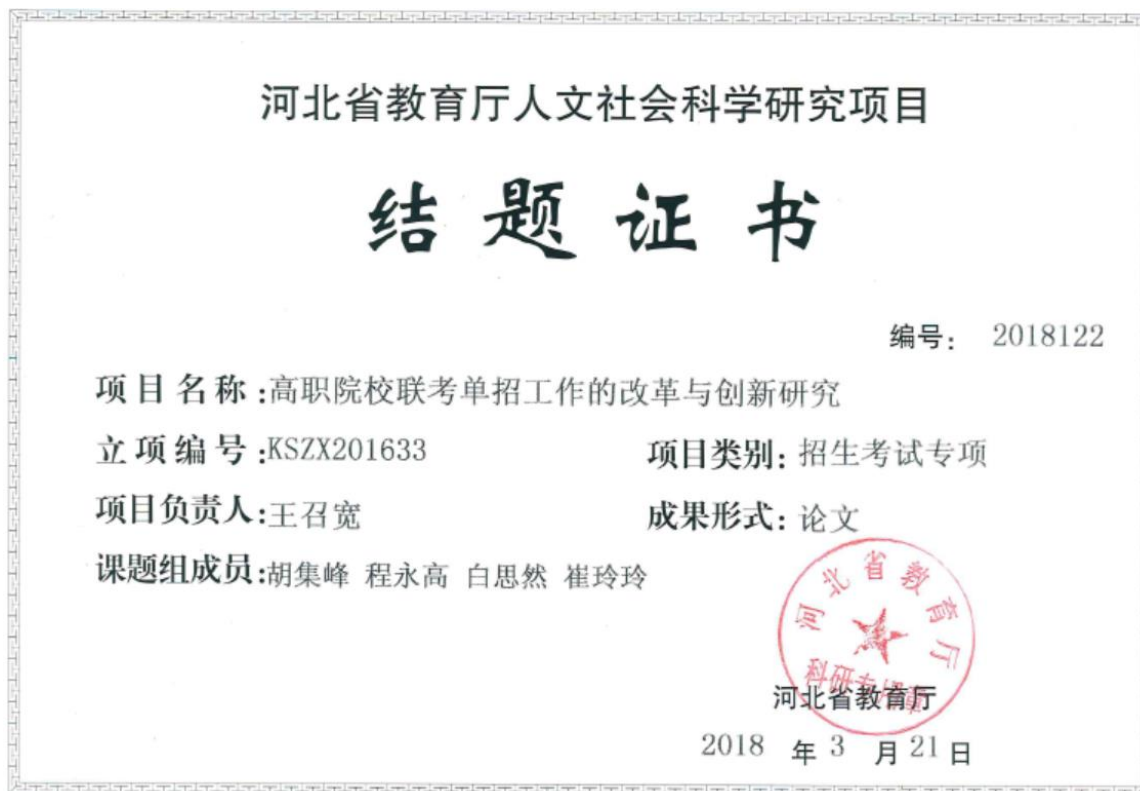 河北省教育厅人文社会科学研究项目
结题证书
编号： 2018122
项目名称:高职院校联考单招工作的改革与创新研究
立项编号:KSZX201633 项目类别: 招生考试专项
项目负责人:王召宽 成果形式: 论文
课题组成员:胡集峰 程永高 白思然 崔玲玲
河北省教育厅
科研专用章
河北省教育厅
2018 年 3 月 21 日